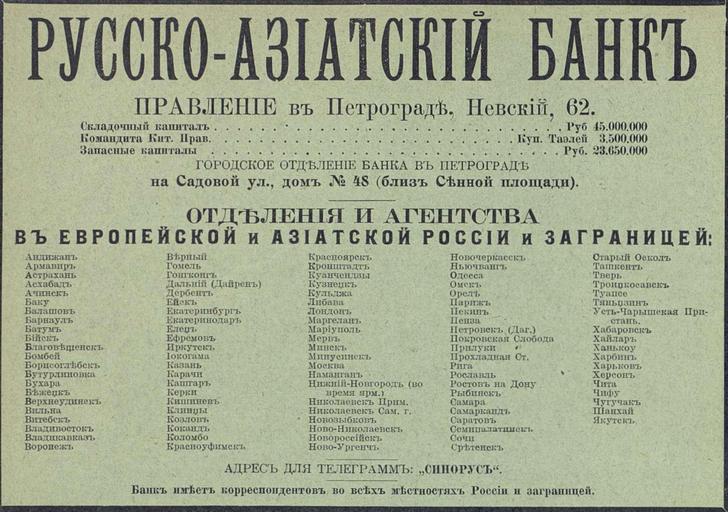 РУССКО-АЗІАТСКІЙ БАНКЪ
ПРАВЛЕНІЕ въ Петроградѣ, Невскій, 62.
Складочный капиталъ . . . . . Руб 45.000,000
Командита Кит. Прав. . . . . . Куп. Таэлей 3,500,000
Запасные капиталы . . . . . Руб. 23,650,000
ГОРОДСКОЕ ОТДѢЛЕНІЕ БАНКА ВЪ ПЕТРОГРАДѢ
на Садовой ул., домъ № 48 (близъ Сѣнной площади).
ОТДѢЛЕНІЯ И АГЕНТСТВА
ВЪ ЕВРОПЕЙСКОЙ и АЗІАТСКОЙ РОССІИ и ЗАГРАНИЦЕЙ:
Андижанъ
Армавиръ
Астрахань
Асхабадъ
Ачинскъ
Баку
Балашовъ
Барнаулъ
Батумъ
Бійскъ
Благовѣщенскъ
Бомбей
Борисоглѣбскъ
Бутурлиновка
Бухара
Бѣжецкъ
Верхнеудинскъ
Вильна
Витебскъ
Владивостокъ
Владикавказъ
Воронежъ
Вѣрный
Гомель
Гонгконгъ
Дальній (Дайренъ)
Дербентъ
Ейскъ
Екатеринбургъ
Екатеринодаръ
Елецъ
Ефремовъ
Иркутскъ
Іокогама
Казань
Карачи
Кашгаръ
Керки
Кишиневъ
Клинцы
Козловъ
Кокандъ
Коломбо
Красноуфимскъ
Красноярскъ
Кронштадтъ
Куанчендзы
Кузнецкъ
Кульджа
Либава
Лондонъ
Маргеланъ
Маріуполь
Мервъ
Минскъ
Минусинскъ
Москва
Наманганъ
Нижній-Новгородъ (во
время ярм.)
Николаевскъ Прим.
Николаевскъ Сам. г.
Новозыбковъ
Ново-Николаевскъ
Новороссійскъ
Ново-Ургенчъ
Новочеркасскъ
Ньючвангъ
Одесса
Омскъ
Орелъ
Парижъ
Пекинъ
Пенза
Петровскъ (Даг.)
Покровская Слобода
Прилуки
Прохладная Ст.
Рига
Рославль
Ростовъ на Дону
Рыбинскъ
Самара
Самаркандъ
Саратовъ
Семипалатинскъ
Сочи
Срѣтенскъ
Старый Осколъ
Ташкентъ
Тверь
Троицкосавскъ
Туапсе
Тяньцзинъ
Усть-Чарышская При-
стань.
Хабаровскъ
Хайларъ
Ханькоу
Харбинъ
Харьковъ
Херсонъ
Чита
Чифу
Чугучакъ
Шанхай
Якутскъ
АДРЕСЪ ДЛЯ ТЕЛЕГРАММЪ: „СИНОРУСЪ“.
Банкъ имѣетъ корреспондентовъ во всѣхъ мѣстностяхъ Россіи и заграницей.